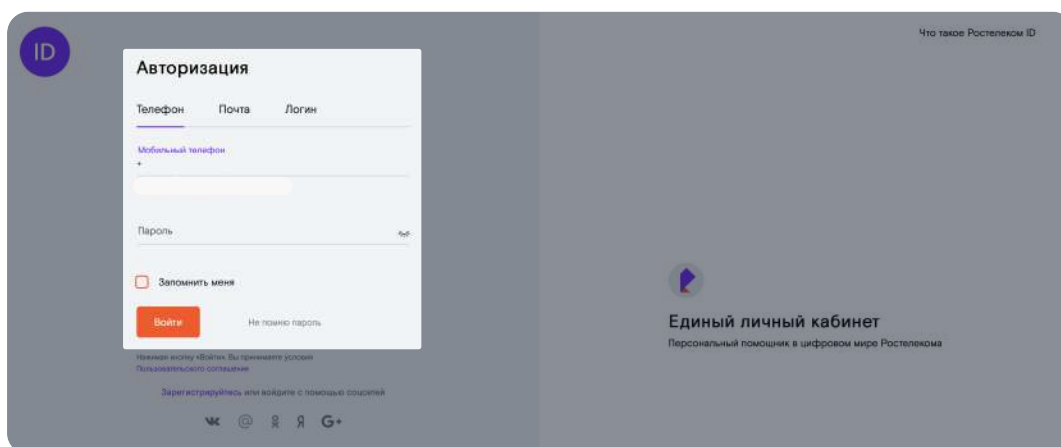 ID
Что такое Ростелеком ID
Авторизация
Телефон Почта Логин
Мобильный телефон
+
Пароль
Запомнить меня
Войти Не помню пароль
Нажимая кнопку «Войти», Вы принимаете условия
Пользовательского соглашения
Зарегистрируйтесь или войдите с помощью соцсетей
Я G+
Единый личный кабинет
Персональный помощник в цифровом мире Ростелекома